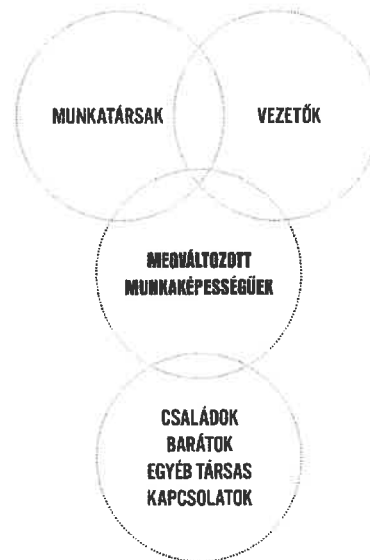 MUNKATÁRSAK
VEZETŐK
MEGVÁLTOZOTT
MUNKAKÉPESSÉGŰEK
CSALÁDOK
BARÁTOK
EGYÉB TÁRSAS
KAPCSOLATOK